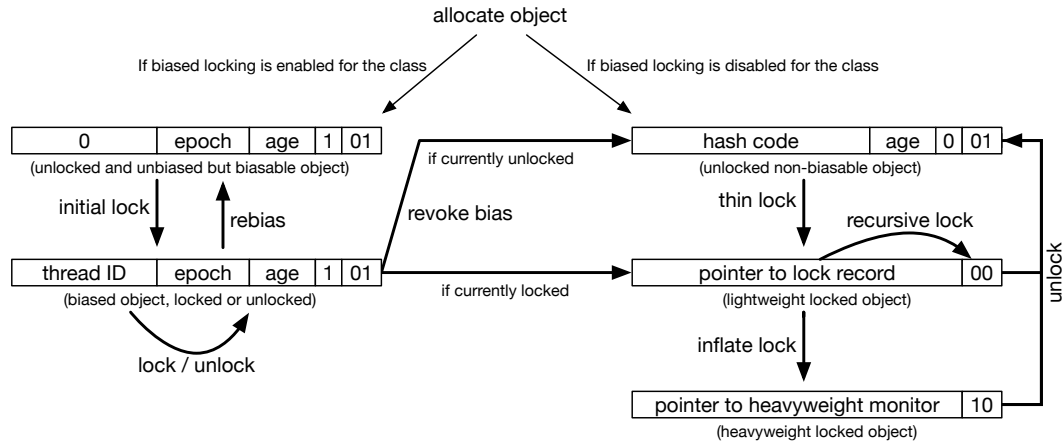 allocate object
If biased locking is enabled for the class
If biased locking is disabled for the class
0 epoch age 1 01
(unlocked and unbiased but biasable object)
if currently unlocked
hash code age 0 01
(unlocked non-biasable object)
initial lock
rebias
revoke bias
thin lock
recursive lock
unlock
thread ID epoch age 1 01
(biased object, locked or unlocked)
if currently locked
pointer to lock record 00
(lightweight locked object)
lock / unlock
inflate lock
pointer to heavyweight monitor 10
(heavyweight locked object)